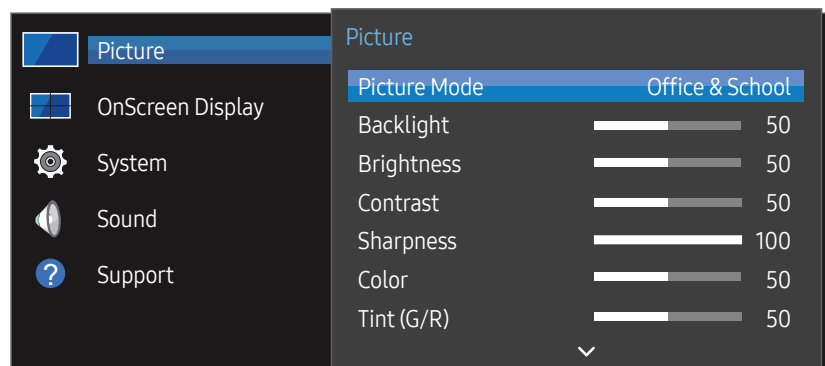 Picture
OnScreen Display
System
Sound
Support
?
Picture
Picture Mode Office & School
Backlight 50
Brightness 50
Contrast 50
Sharpness 100
Color 50
Tint (G/R) 50